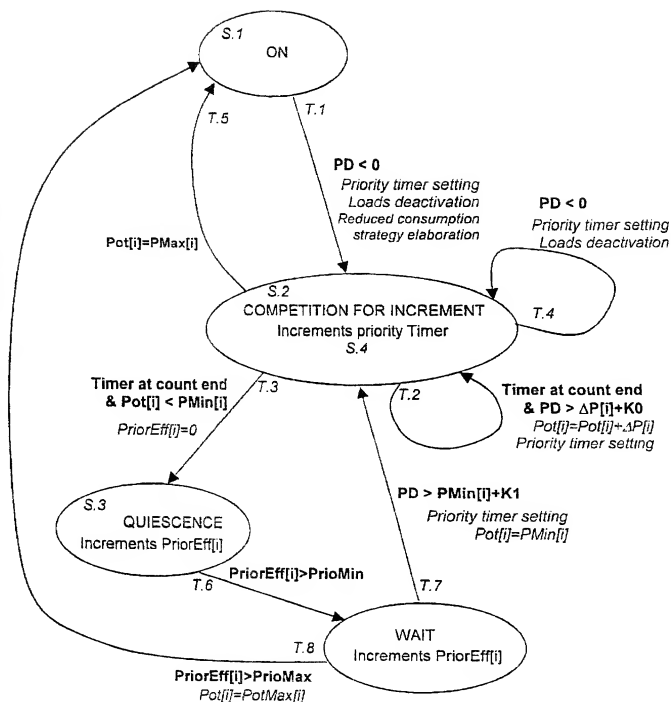 S.1
ON
T.1
T.5
PD < 0
Priority timer setting
Loads deactivation
Reduced consumption
strategy elaboration
PD < 0
Priority timer setting
Loads deactivation
Pot[i]=PMax[i]
S.2
COMPETITION FOR INCREMENT
Increments priority Timer
S.4
T.4
Timer at count end
& Pot[i] < PMin[i]
PriorEff[i]=0
T.3
T.2
Timer at count end
& PD > ΔP[i]+K0
Pot[i]=Pot[i]+ΔP[i]
Priority timer setting
PD > PMin[i]+K1
Priority timer setting
Pot[i]=PMin[i]
S.3
QUIESCENCE
Increments PriorEff[i]
T.6
PriorEff[i]>PrioMin
T.7
T.8
WAIT
Increments PriorEff[i]
PriorEff[i]>PrioMax
Pot[i]=PotMax[i]